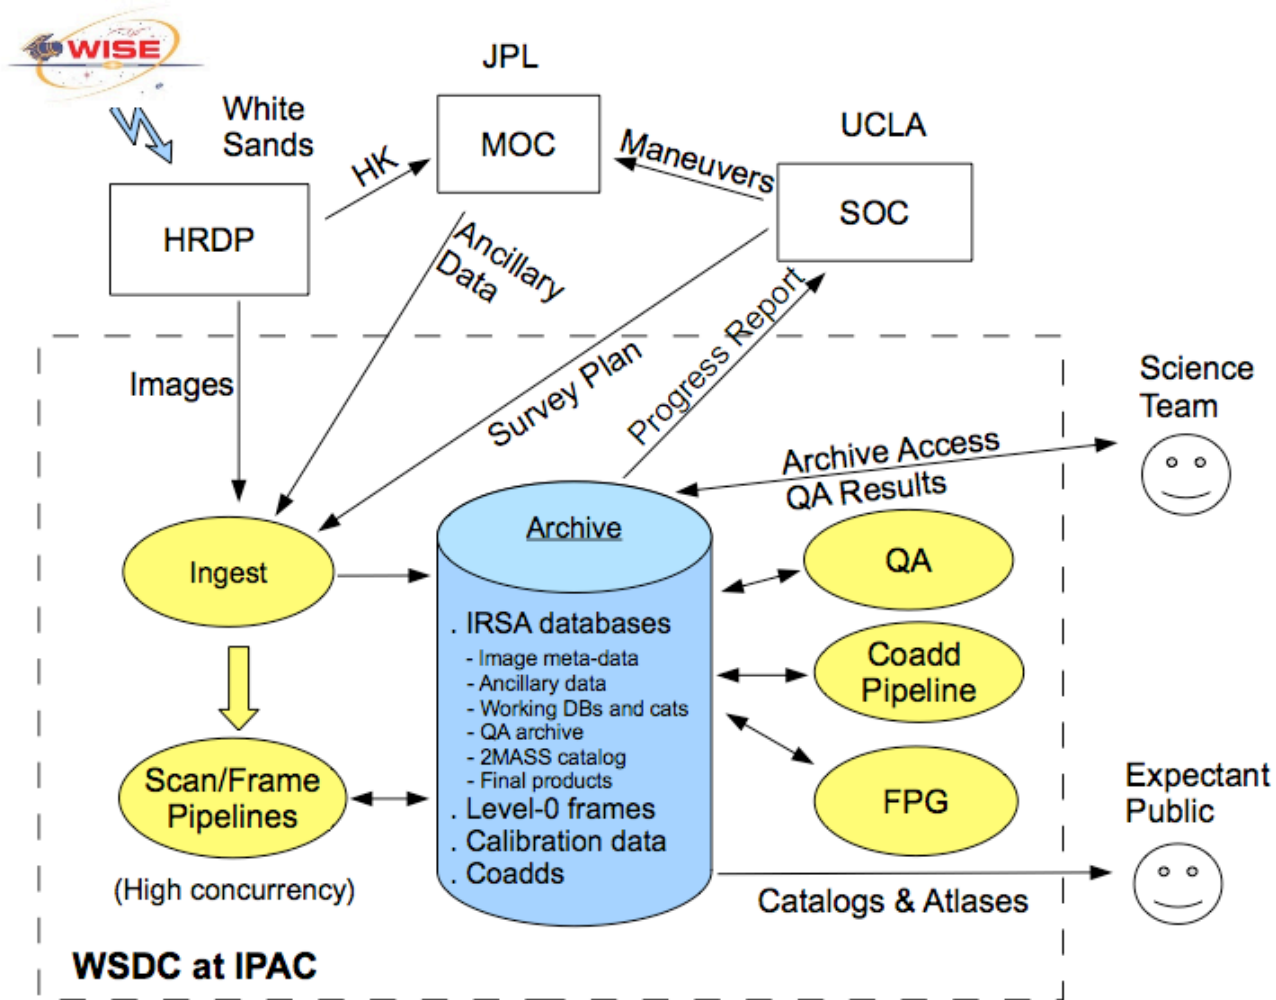 WISE
JPL
White
Sands
MOC
UCLA
HK
Maneuvers
SOC
HRDP
Ancillary
Data
Images
Survey Plan
Progress Report
Science
Team
Archive Access
QA Results
Archive
Ingest
QA
. IRSA databases
- Image meta-data
- Ancillary data
- Working DBs and cats
- QA archive
- 2MASS catalog
- Final products
. Level-0 frames
. Calibration data
. Coadds
Coadd
Pipeline
Scan/Frame
Pipelines
FPG
Expectant
Public
(High concurrency)
Catalogs & Atlases
WSDC at IPAC